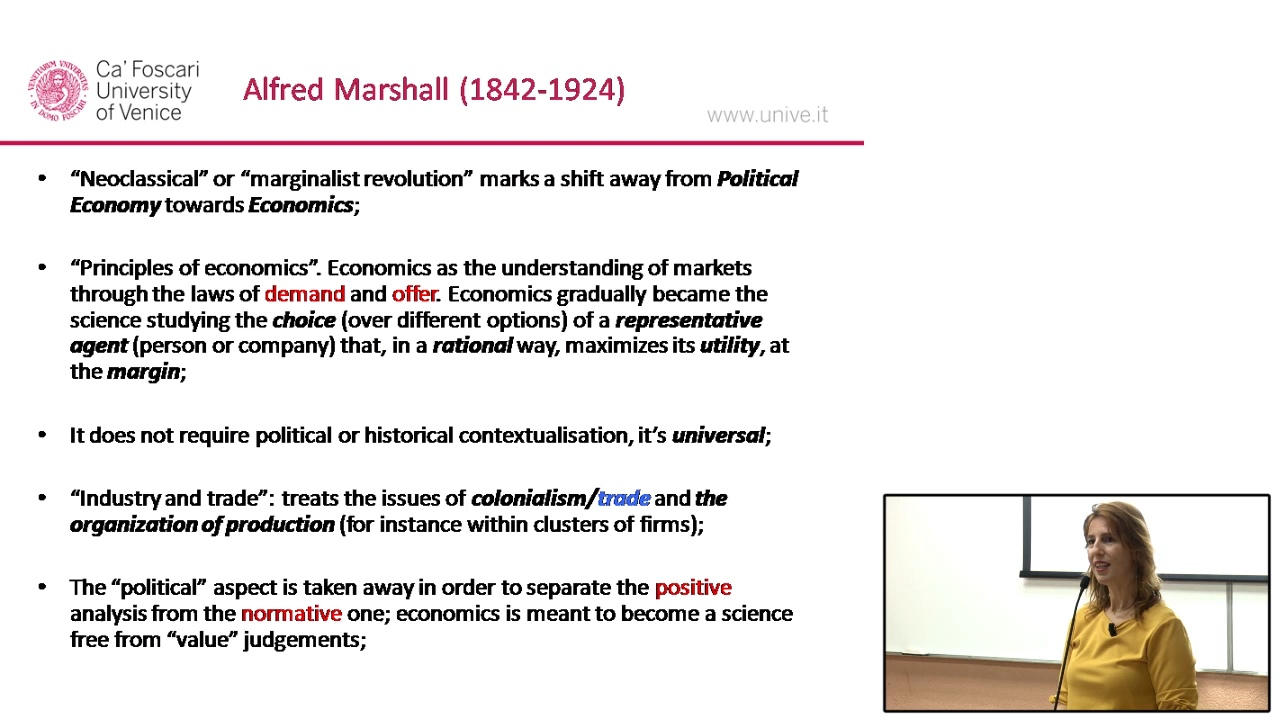 Ca' Foscari
University
of Venice
Alfred Marshall (1842-1924)
www.unive.it
• “Neoclassical” or “marginalist revolution” marks a shift away from Political
Economy towards Economics;
• “Principles of economics”. Economics as the understanding of markets
through the laws of demand and offer. Economics gradually became the
science studying the choice (over different options) of a representative
agent (person or company) that, in a rational way, maximizes its utility, at
the margin;
• It does not require political or historical contextualisation, it’s universal;
• “Industry and trade”: treats the issues of colonialism/trade and the
organization of production (for instance within clusters of firms);
• The “political” aspect is taken away in order to separate the positive
analysis from the normative one; economics is meant to become a science
free from “value” judgements;